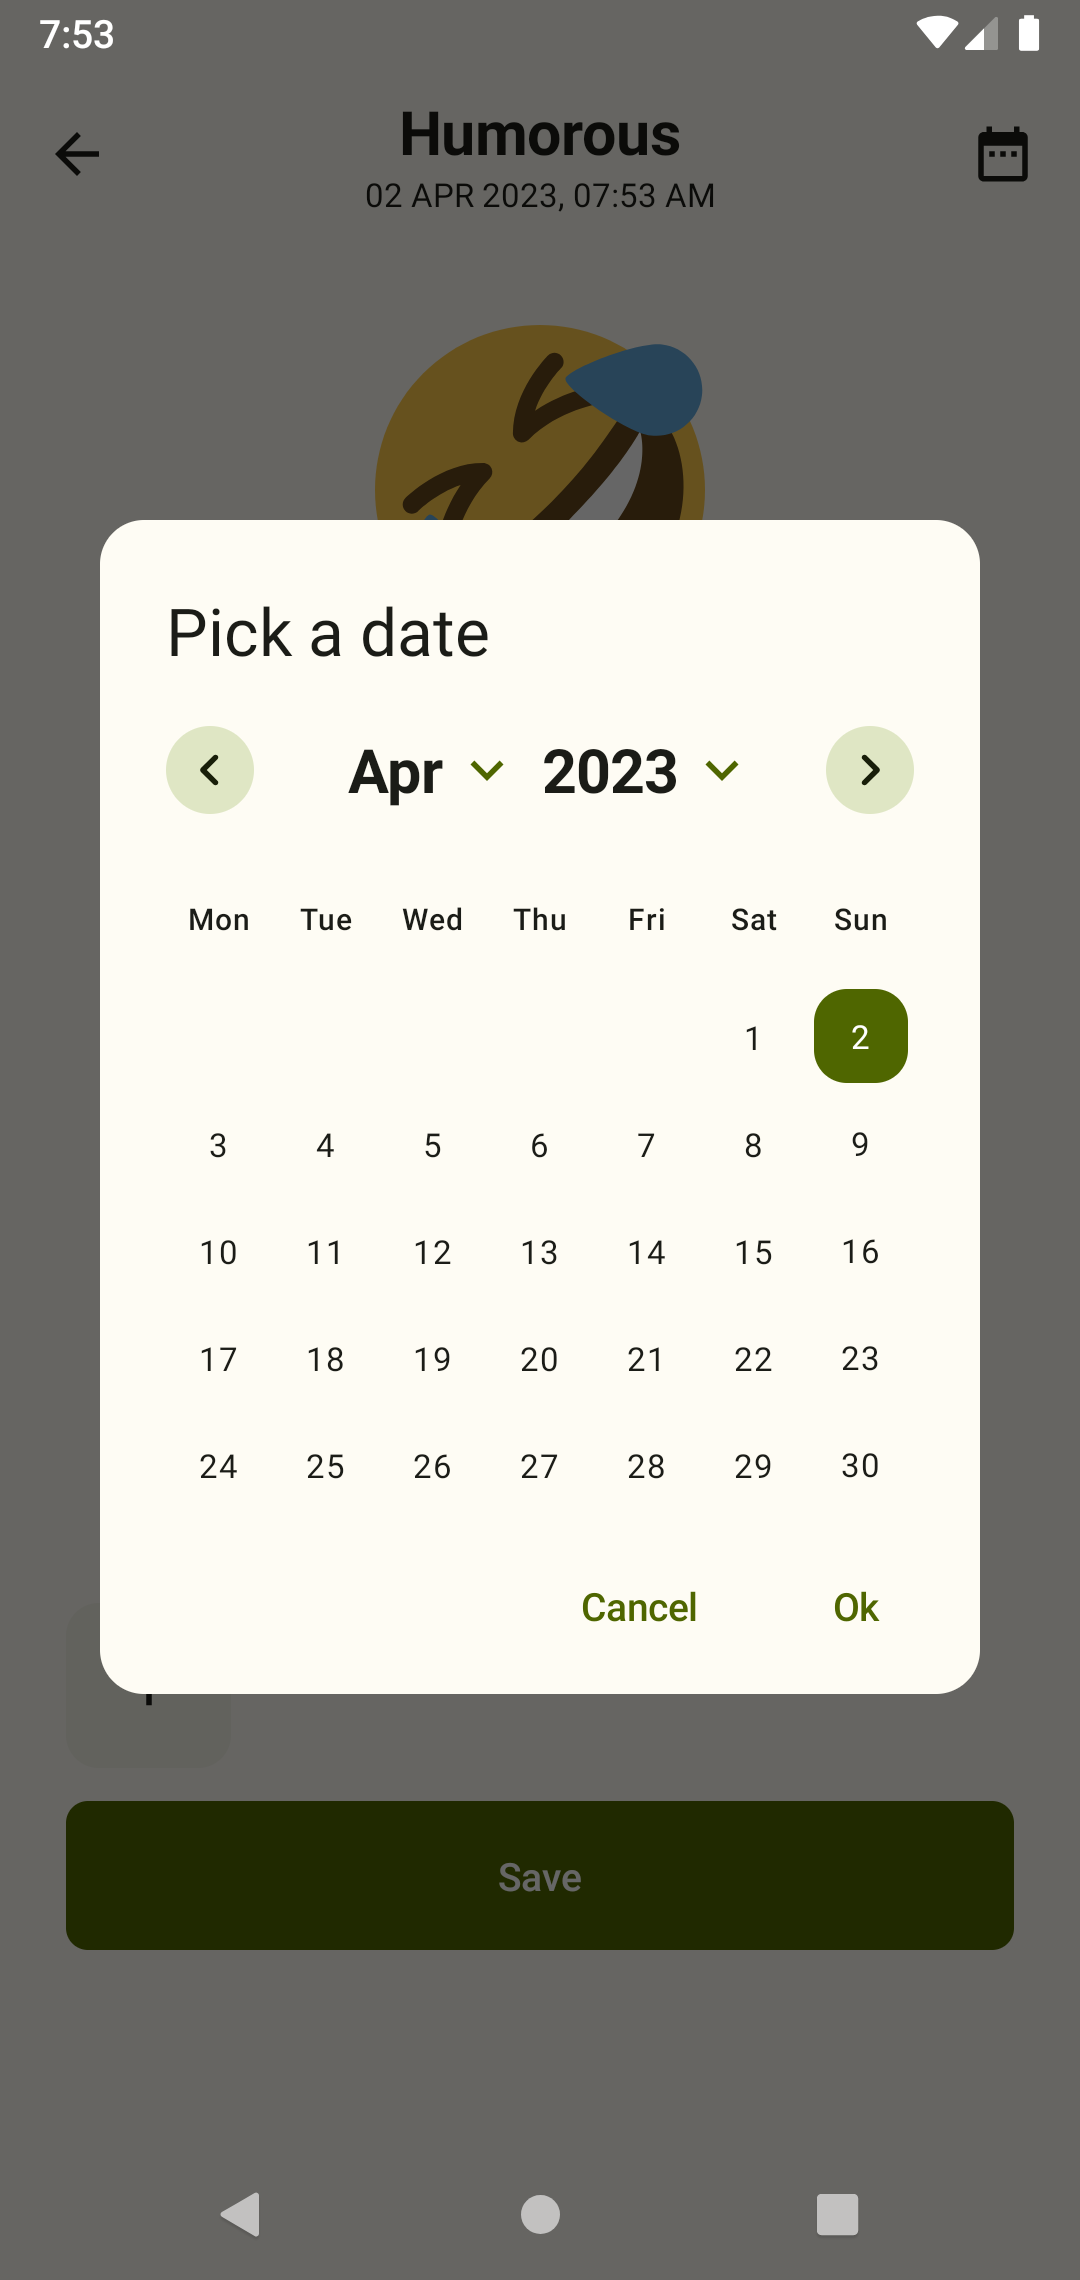 7:53
Humorous
02 APR 2023, 07:53 AM
Pick a date
Apr 2023
Mon Tue Wed Thu Fri Sat Sun
1 2
3 4 5 6 7 8 9
10 11 12 13 14 15 16
17 18 19 20 21 22 23
24 25 26 27 28 29 30
Cancel Ok
Save